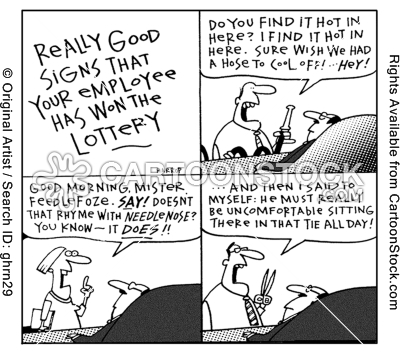 REALLY GOOD
SIGNS THAT
YOUR EMPLOYEE
HAS WON THE
LOTTERY
DO YOU FIND IT HOT IN
HERE? I FIND IT HOT IN
HERE. SURE WISH WE HAD
A HOSE TO COOL OFF!...HEY!
GOOD MORNING, MISTER
FEEDLEFOZE. SAY! DOESNT
THAT RHYME WITH NEEDLENOSE?
YOU KNOW—IT DOES!!
...AND THEN I SAID TO
MYSELF: HE MUST REALLY
BE UNCOMFORTABLE SITTING
THERE IN THAT TIE ALL DAY!
CARTOONSTOCK
.com
© Original Artist / Search ID: ghrn29
Rights Available from CartoonStock.com